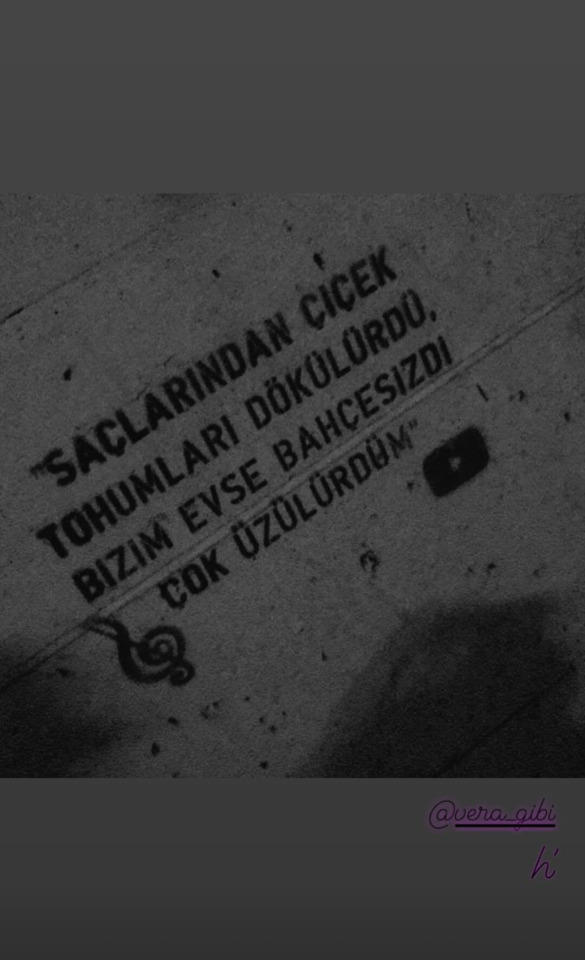 "SAÇLARINDAN ÇİÇEK
TOHUMLARI DÖKÜLÜRDÜ,
BIZIM EVSE BAHÇESIZDI
ÇOK ÜZÜLÜRDÜM"
@vera_gibi
h'